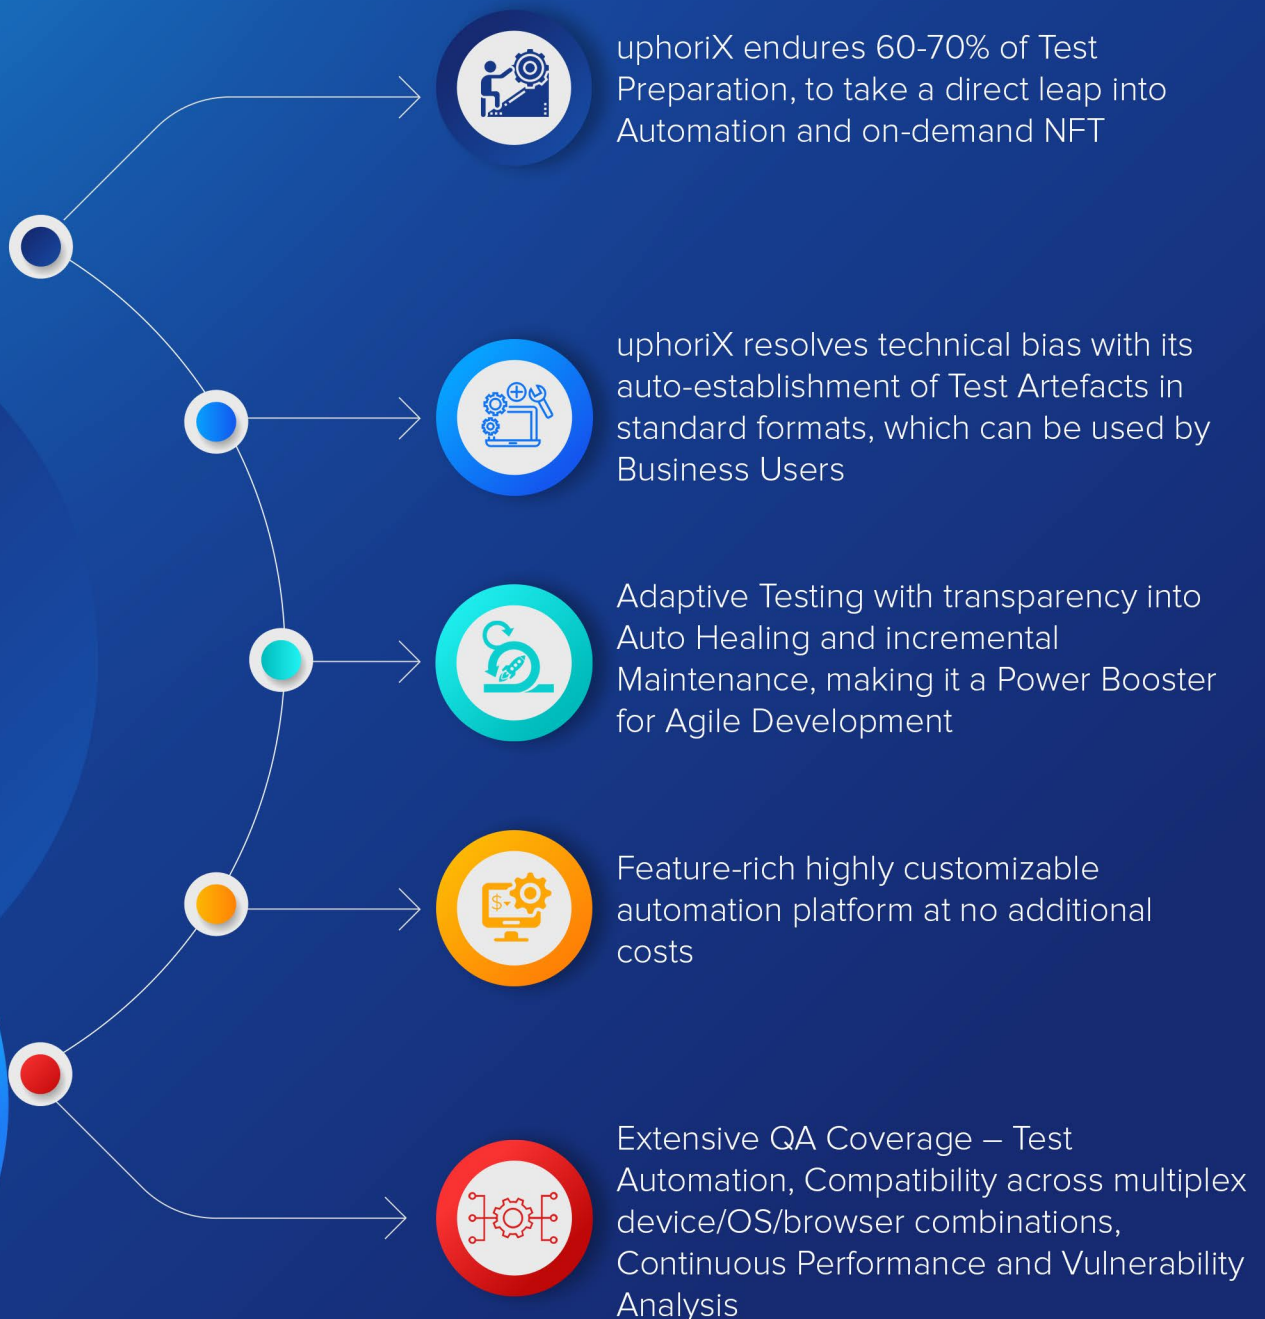 uphoriX endures 60-70% of Test
Preparation, to take a direct leap into
Automation and on-demand NFT
uphoriX resolves technical bias with its
auto-establishment of Test Artefacts in
standard formats, which can be used by
Business Users
Adaptive Testing with transparency into
Auto Healing and incremental
Maintenance, making it a Power Booster
for Agile Development
$
Feature-rich highly customizable
automation platform at no additional
costs
Extensive QA Coverage – Test
Automation, Compatibility across multiplex
device/OS/browser combinations,
Continuous Performance and Vulnerability
Analysis